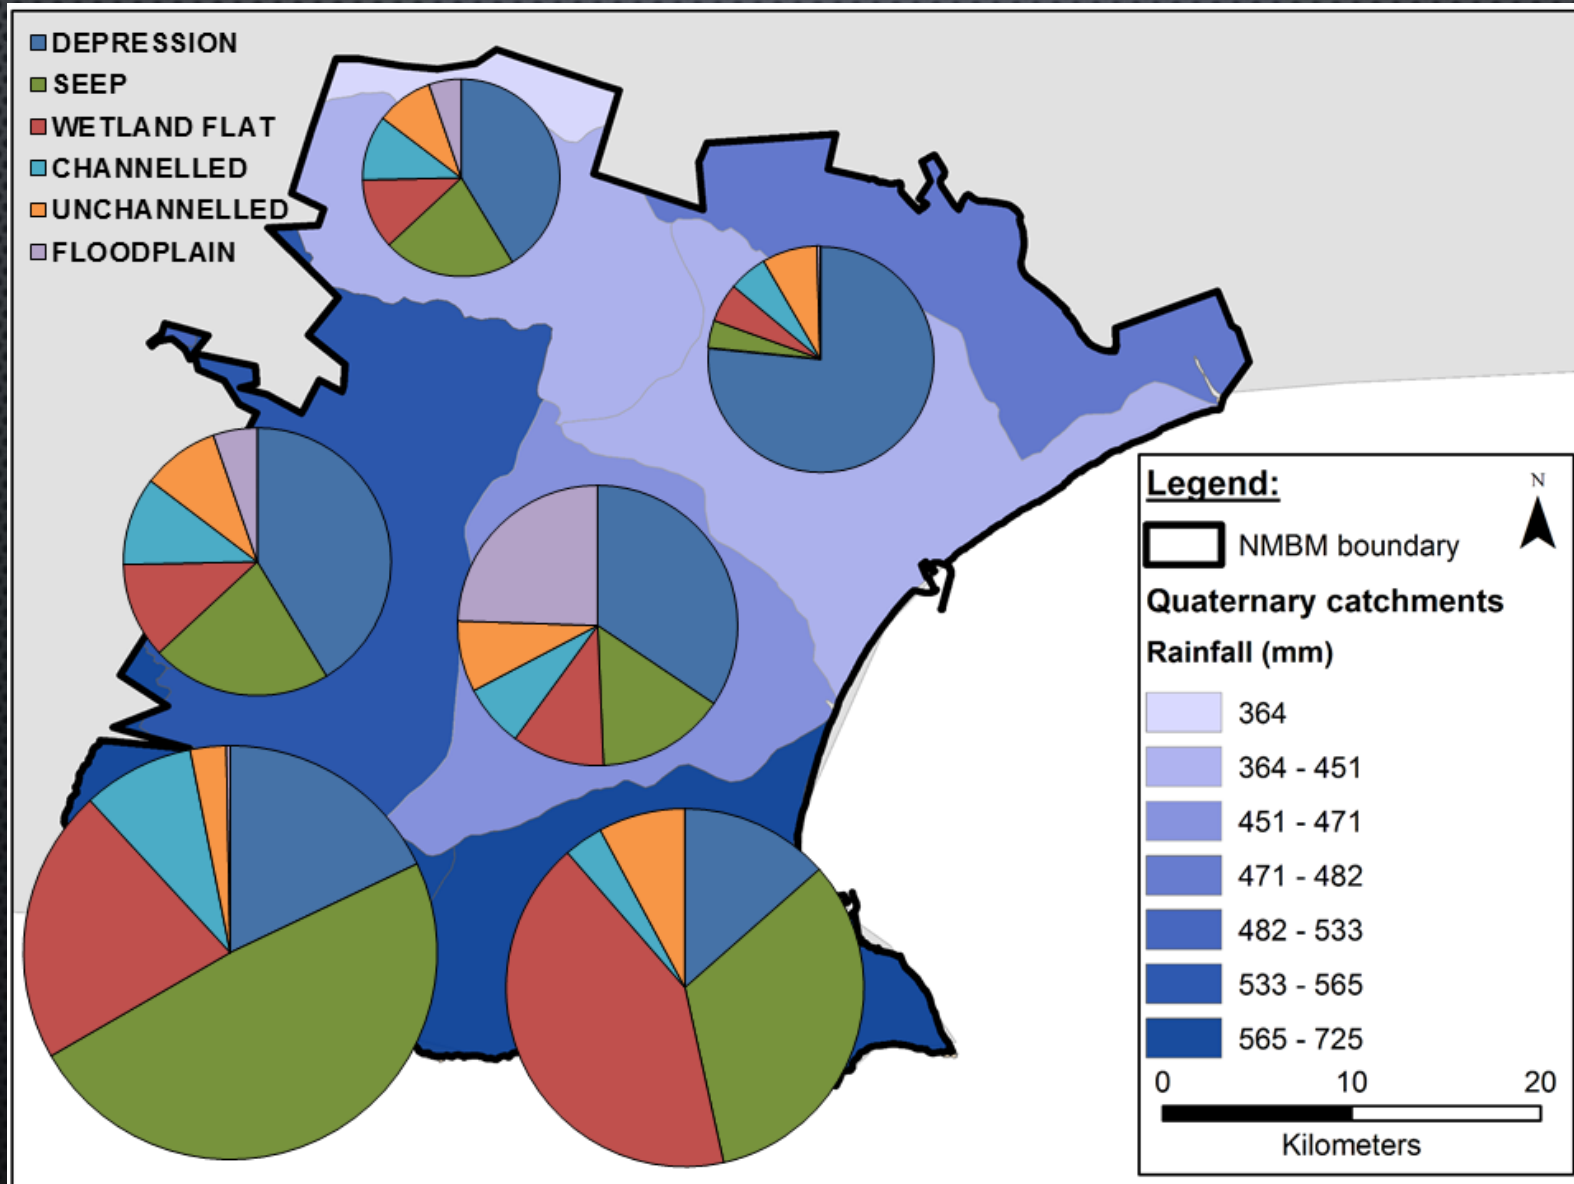 DEPRESSION
SEEP
WETLAND FLAT
CHANNELLED
UNCHANNELLED
FLOODPLAIN
Legend:
N
NMBM boundary
Quaternary catchments
Rainfall (mm)
364
364 - 451
451 - 471
471 - 482
482 - 533
533 - 565
565 - 725
0 10 20
Kilometers